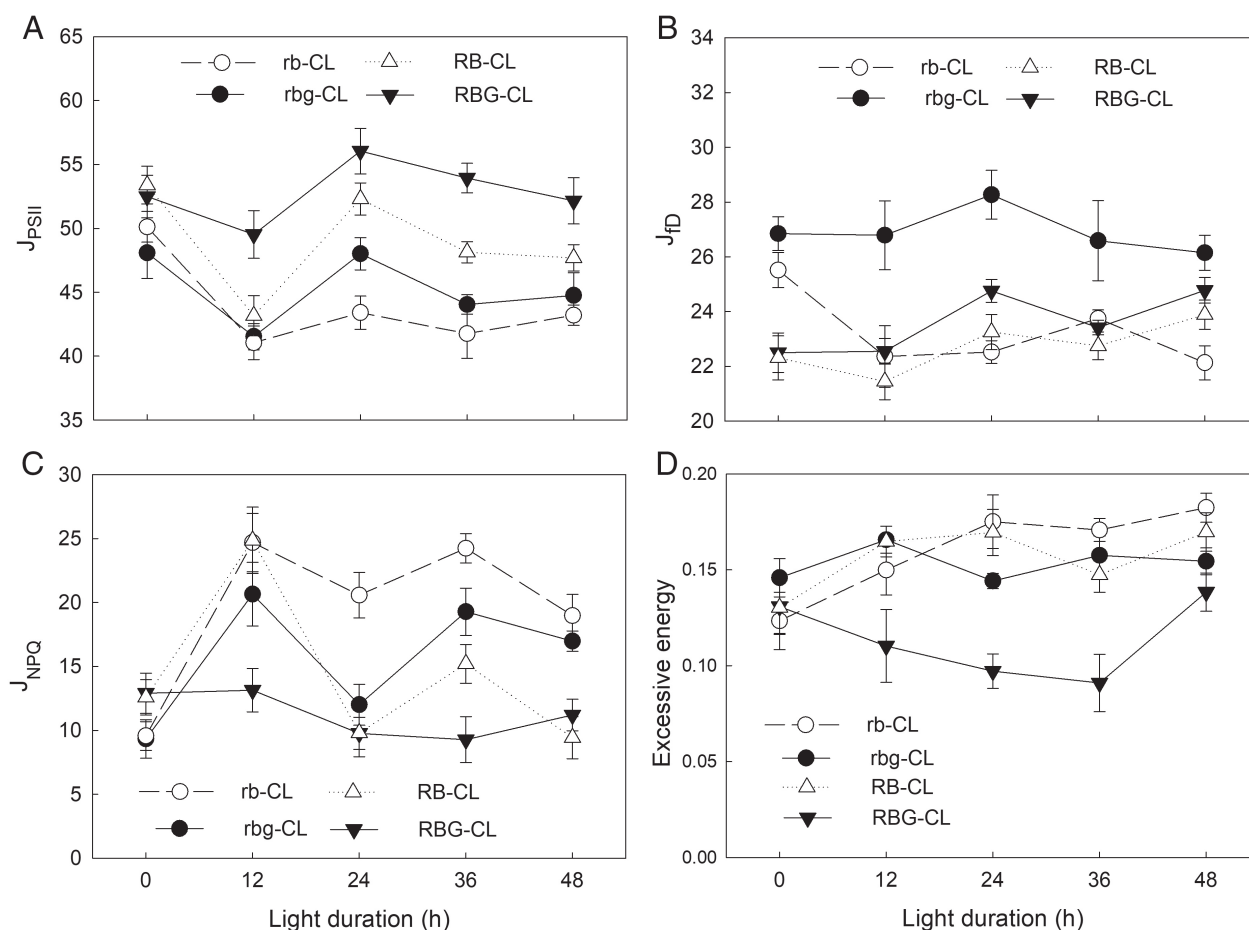 A
65
60
55
50
45
40
35
J_PSII
rb-CL RB-CL
rbg-CL RBG-CL
B
34
32
30
28
26
24
22
20
J_fD
rb-CL RB-CL
rbg-CL RBG-CL
C
30
25
20
15
10
5
0
J_NPQ
rb-CL RB-CL
rbg-CL RBG-CL
0 12 24 36 48
Light duration (h)
D
0.20
0.15
0.10
0.05
0.00
Excessive energy
rb-CL
rbg-CL
RB-CL
RBG-CL
0 12 24 36 48
Light duration (h)